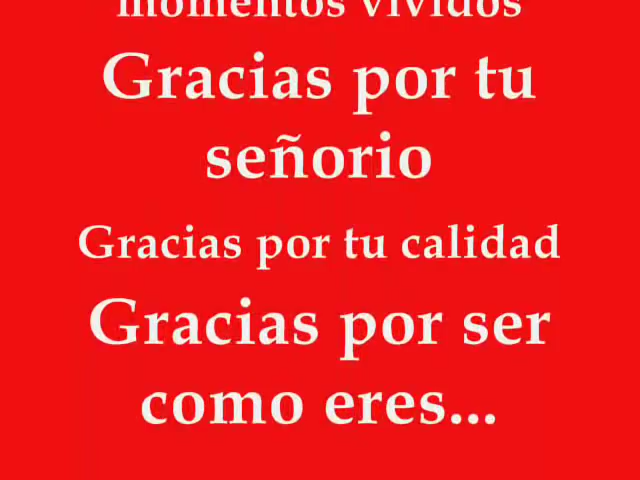 momentos vividos
Gracias por tu
señorio
Gracias por tu calidad
Gracias por ser
como eres...